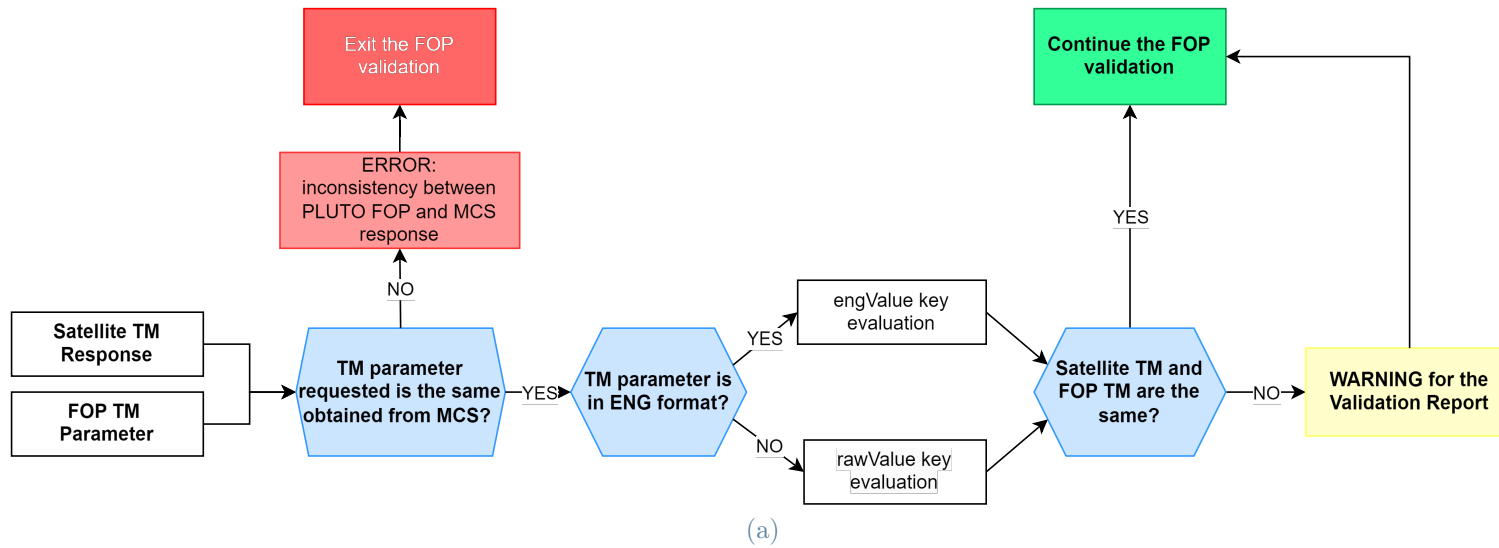 Exit the FOP
validation
Continue the FOP
validation
ERROR:
inconsistency between
PLUTO FOP and MCS
response
YES
NO
Satellite TM
Response
FOP TM
Parameter
TM parameter
requested is the same
obtained from MCS?
YES
TM parameter is
in ENG format?
YES
engValue key
evaluation
NO
rawValue key
evaluation
Satellite TM and
FOP TM are the
same?
NO
WARNING for the
Validation Report
(a)